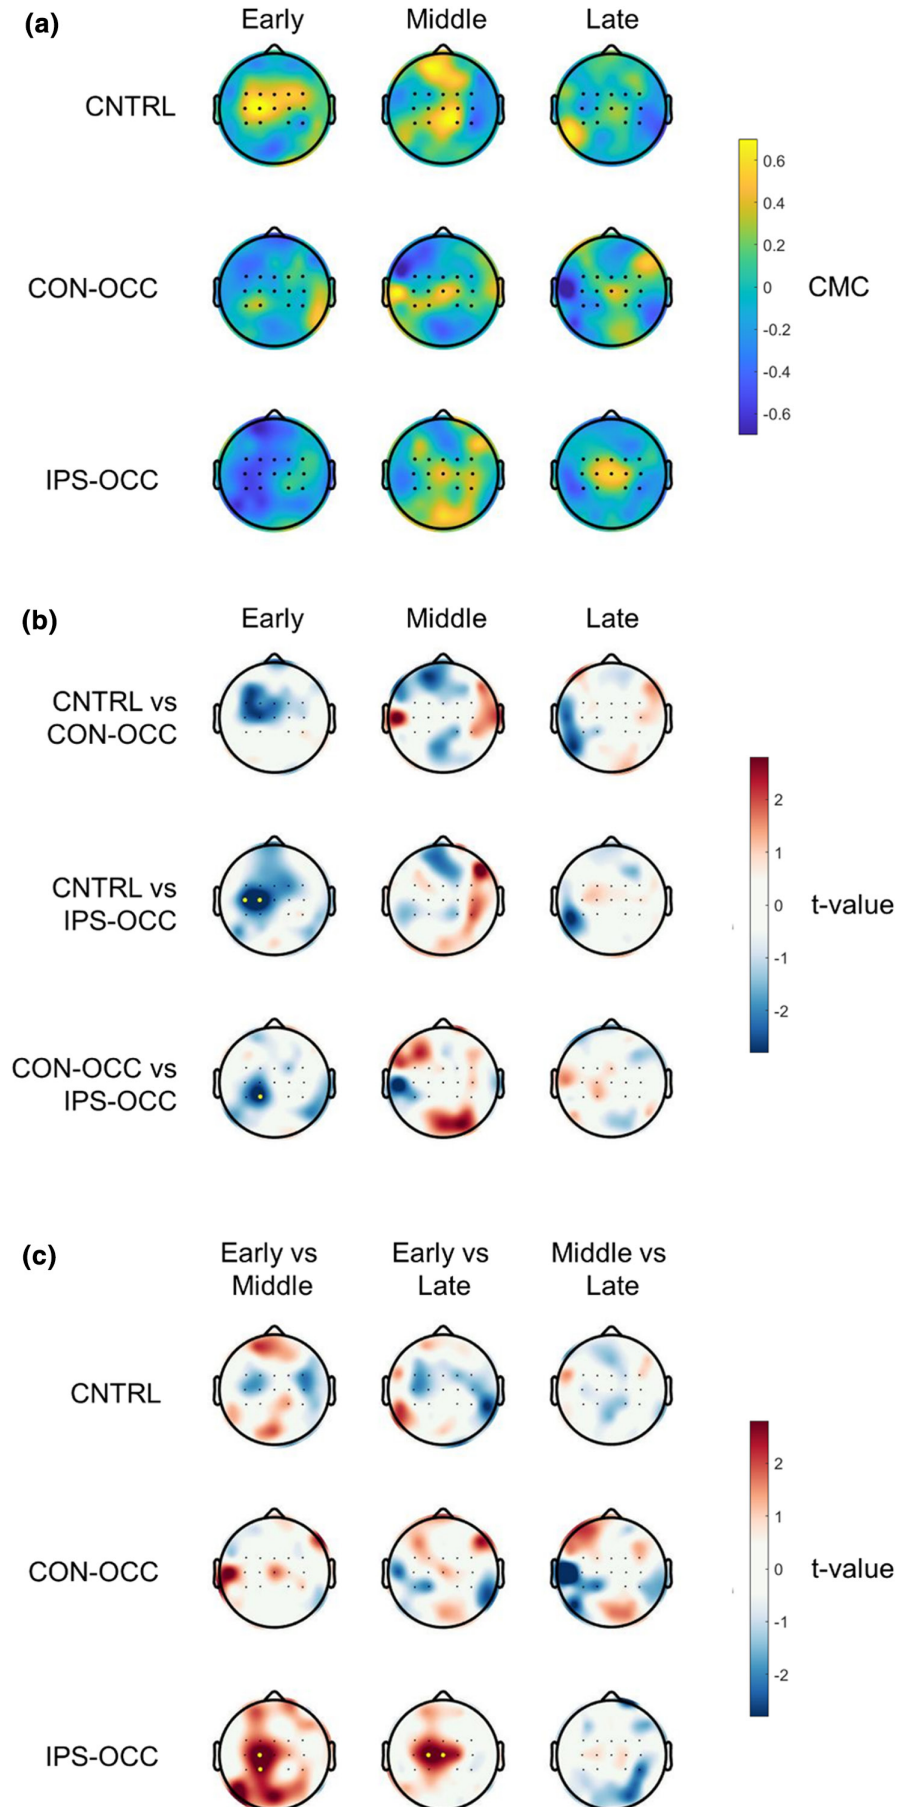 (a)
Early Middle Late
CNTRL
CON-OCC
IPS-OCC
0.6
0.4
0.2
0
-0.2
-0.4
-0.6
CMC
(b)
Early Middle Late
CNTRL vs
CON-OCC
CNTRL vs
IPS-OCC
CON-OCC vs
IPS-OCC
2
1
0
-1
-2
t-value
(c)
Early vs
Middle
Early vs
Late
Middle vs
Late
CNTRL
CON-OCC
IPS-OCC
2
1
0
-1
-2
t-value